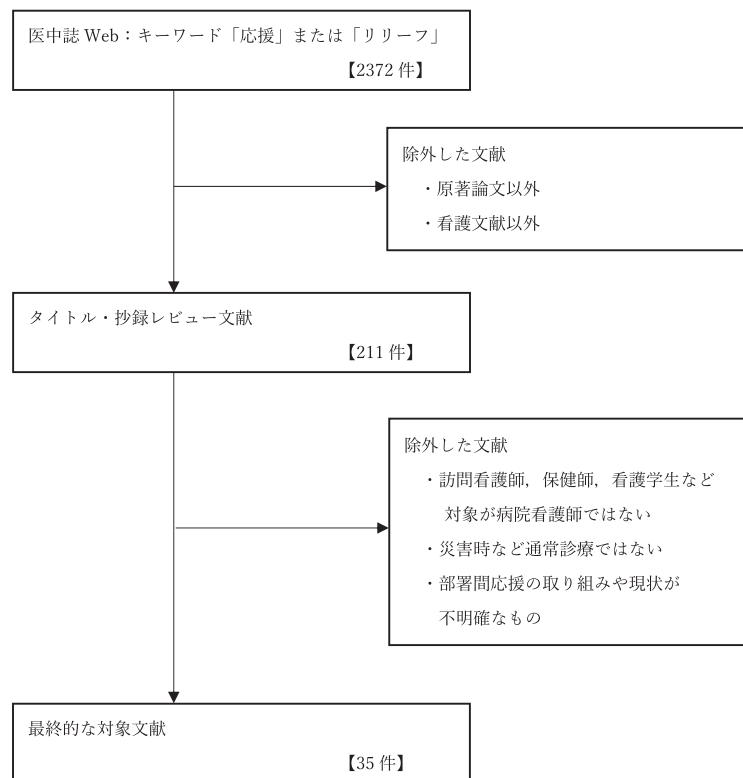 医中誌 Web：キーワード「応援」または「リリーフ」
【2372 件】
除外した文献
・原著論文以外
・看護文献以外
タイトル・抄録レビュー文献
【211 件】
除外した文献
・訪問看護師，保健師，看護学生など
対象が病院看護師ではない
・災害時など通常診療ではない
・部署間応援の取り組みや現状が
不明確なもの
最終的な対象文献
【35 件】